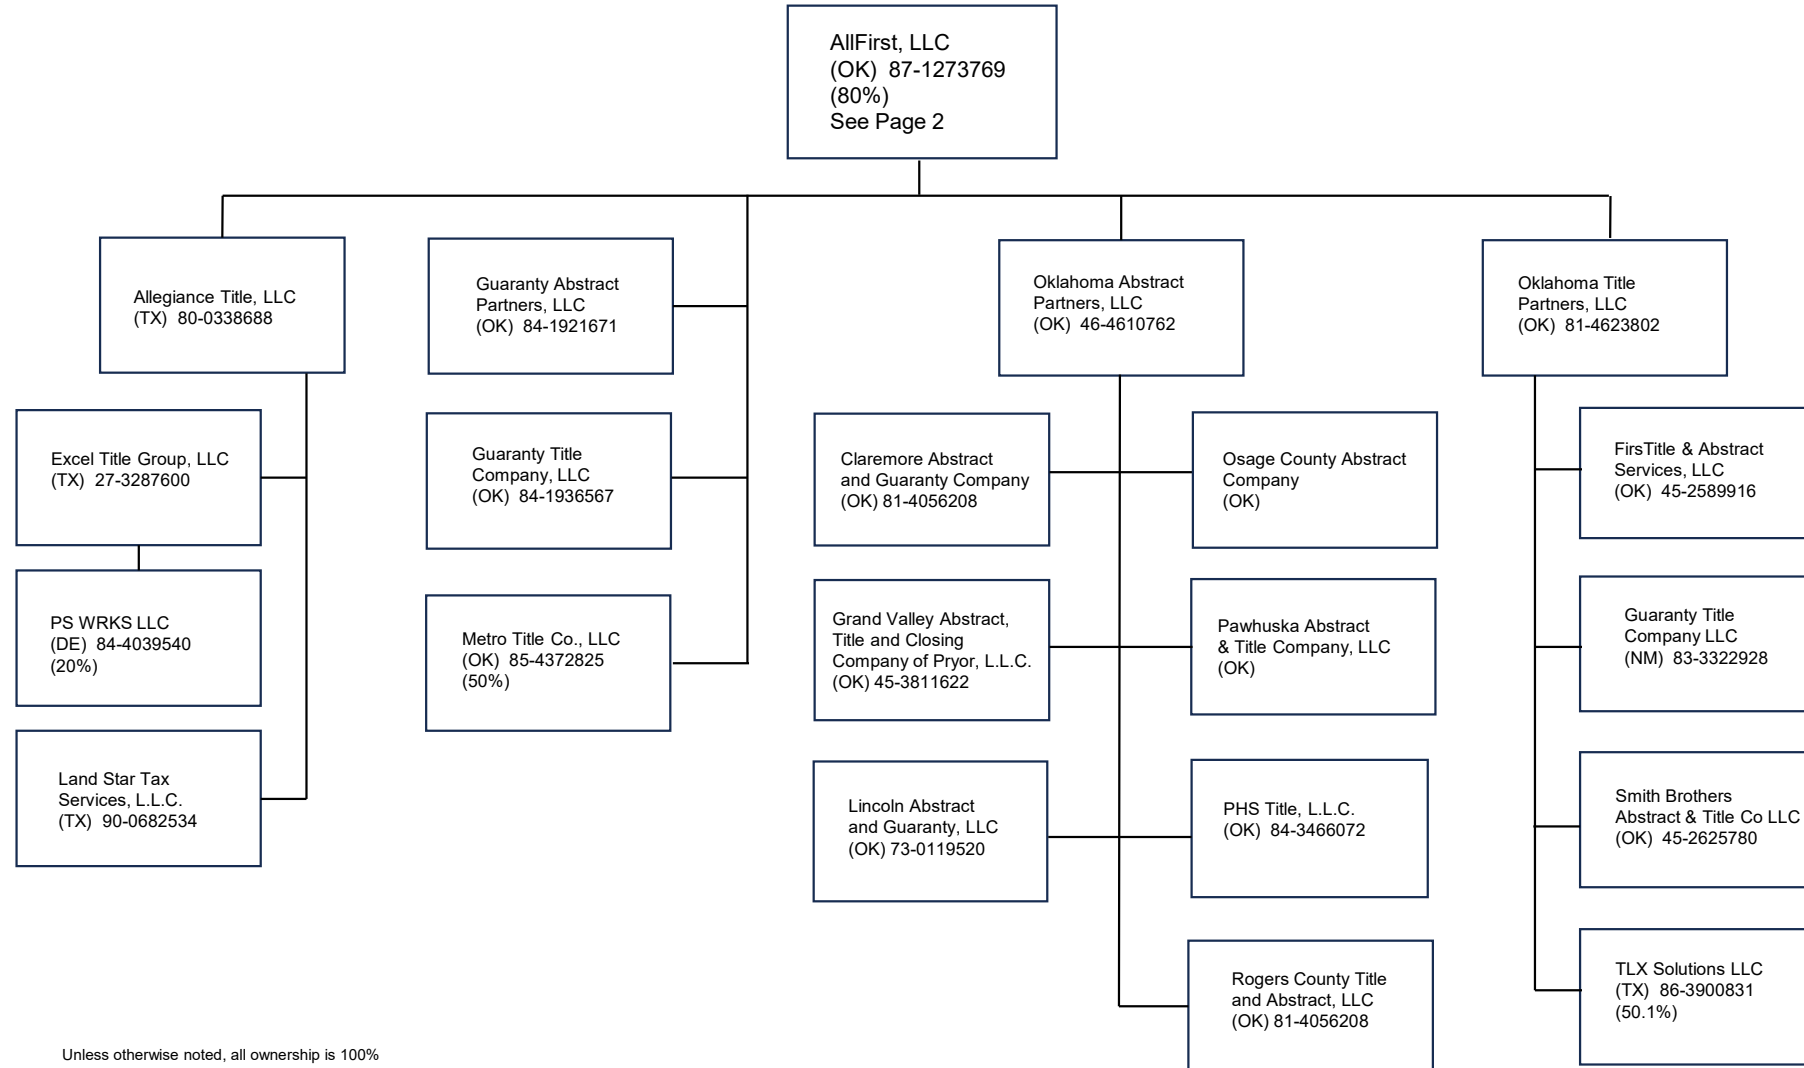 AllFirst, LLC
(OK) 87-1273769
(80%)
See Page 2
Allegiance Title, LLC
(TX) 80-0338688
Excel Title Group, LLC
(TX) 27-3287600
PS WRKS LLC
(DE) 84-4039540
(20%)
Land Star Tax
Services, L.L.C.
(TX) 90-0682534
Guaranty Abstract
Partners, LLC
(OK) 84-1921671
Guaranty Title
Company, LLC
(OK) 84-1936567
Metro Title Co., LLC
(OK) 85-4372825
(50%)
Oklahoma Abstract
Partners, LLC
(OK) 46-4610762
Claremore Abstract
and Guaranty Company
(OK) 81-4056208
Grand Valley Abstract,
Title and Closing
Company of Pryor, L.L.C.
(OK) 45-3811622
Lincoln Abstract
and Guaranty, LLC
(OK) 73-0119520
Osage County Abstract
Company
(OK)
Pawhuska Abstract
& Title Company, LLC
(OK)
PHS Title, L.L.C.
(OK) 84-3466072
Rogers County Title
and Abstract, LLC
(OK) 81-4056208
Oklahoma Title
Partners, LLC
(OK) 81-4623802
FirsTitle & Abstract
Services, LLC
(OK) 45-2589916
Guaranty Title
Company LLC
(NM) 83-3322928
Smith Brothers
Abstract & Title Co LLC
(OK) 45-2625780
TLX Solutions LLC
(TX) 86-3900831
(50.1%)
Unless otherwise noted, all ownership is 100%